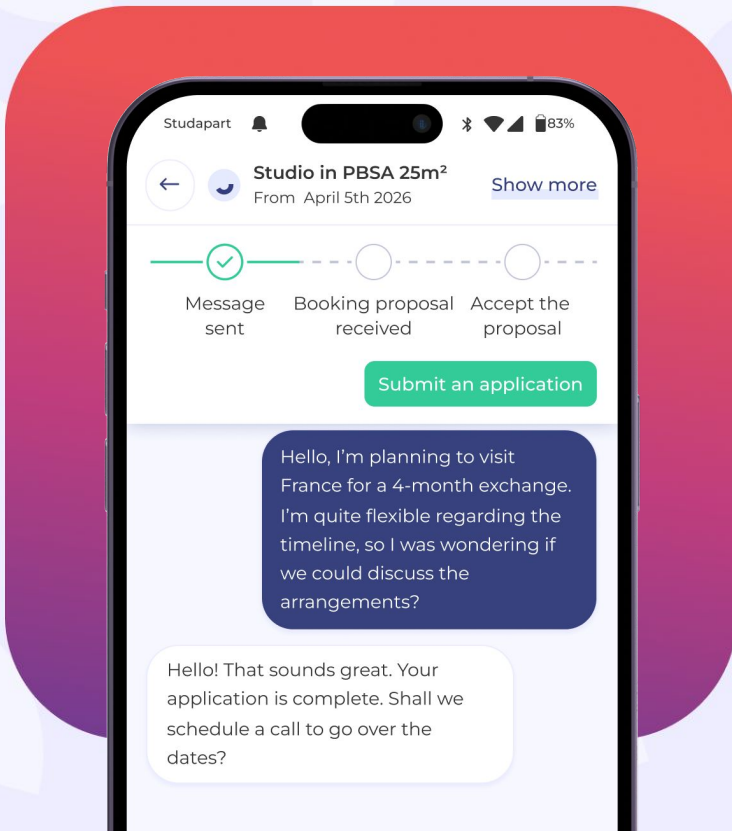 Studapart 83%
Studio in PBSA 25m²
From April 5th 2026
Show more
Message sent
Booking proposal received
Accept the proposal
Submit an application
Hello, I'm planning to visit
France for a 4-month exchange.
I'm quite flexible regarding the
timeline, so I was wondering if
we could discuss the
arrangements?
Hello! That sounds great. Your
application is complete. Shall we
schedule a call to go over the
dates?